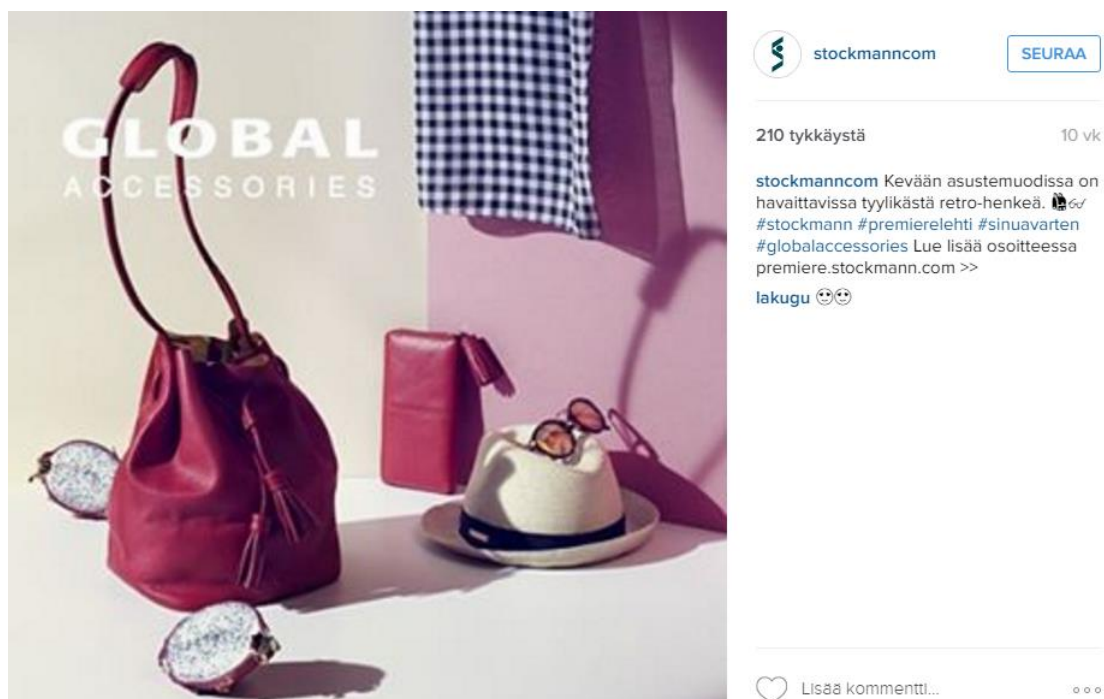 GLOBAL
ACCESSORIES
stockmanncom
SEURAA
210 tykkäystä
10 vk
stockmanncom Kevään asustemuodissa on
havaittavissa tyylikästä retro-henkeä.
#stockmann #premierelehti #sinuavarten
#globalaccessories Lue lisää osoitteessa
premiere.stockmann.com >>
lakugu
Lisää kommentti...